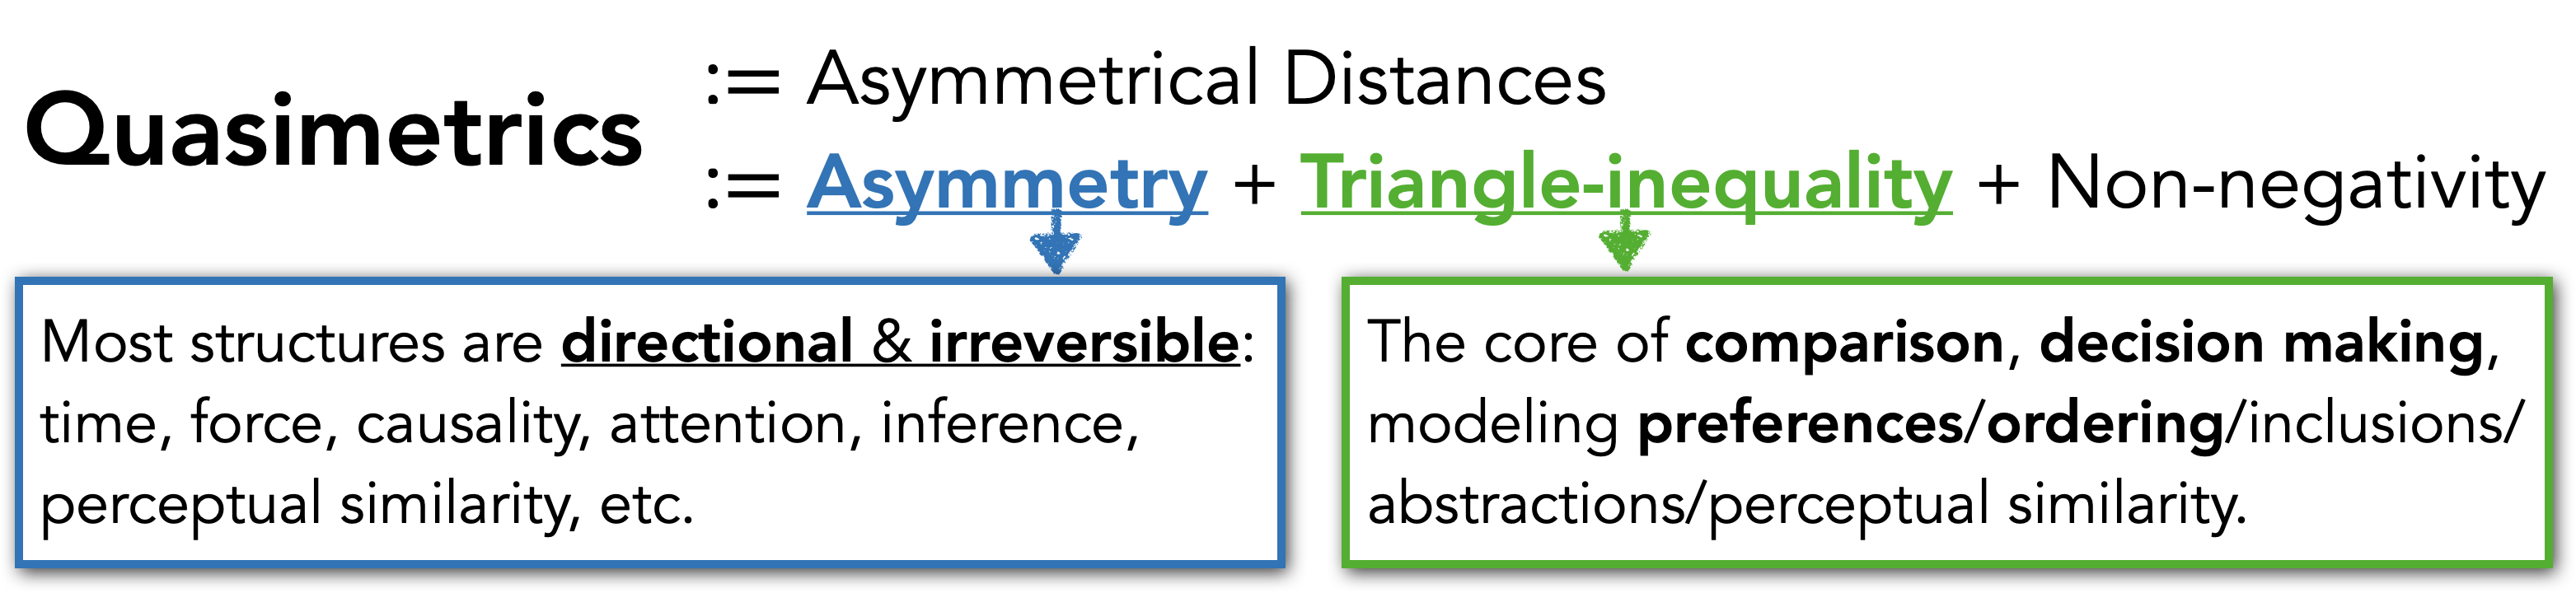 Quasimetrics
:= Asymmetrical Distances
:= Asymmetry + Triangle-inequality + Non-negativity
Most structures are directional & irreversible:
time, force, causality, attention, inference,
perceptual similarity, etc.
The core of comparison, decision making,
modeling preferences/ordering/inclusions/
abstractions/perceptual similarity.